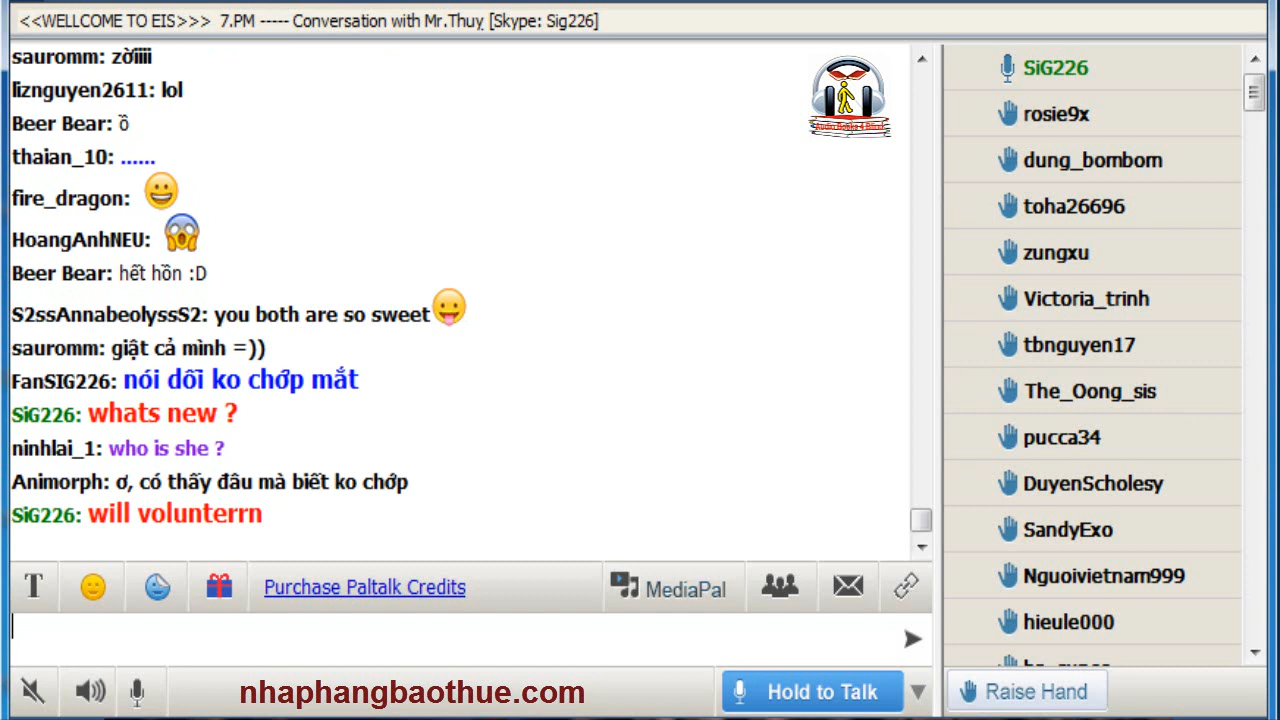 <<WELLCOME TO EIS>>> 7.PM ----- Conversation with Mr.Thuỵ [Skype: Sig226]
sauromm: zờiiii
liznguyen2611: lol
Beer Bear: ồ
thaian_10: ......
fire_dragon:
HoangAnhNEU:
Beer Bear: hết hồn :D
S2ssAnnabeolyssS2: you both are so sweet
sauromm: giật cả mình =))
FanSIG226: nói dối ko chớp mắt
SiG226: whats new ?
ninhlai_1: who is she ?
Animorph: ơ, có thấy đâu mà biết ko chớp
SiG226: will volunterrn
T
Purchase Paltalk Credits
MediaPal
nhaphangbaothue.com
Hold to Talk
SiG226
rosie9x
dung_bombom
toha26696
zungxu
Victoria_trinh
tbnguyen17
The_Oong_sis
pucca34
DuyenScholesy
SandyExo
Nguoivietnam999
hieule000
Raise Hand